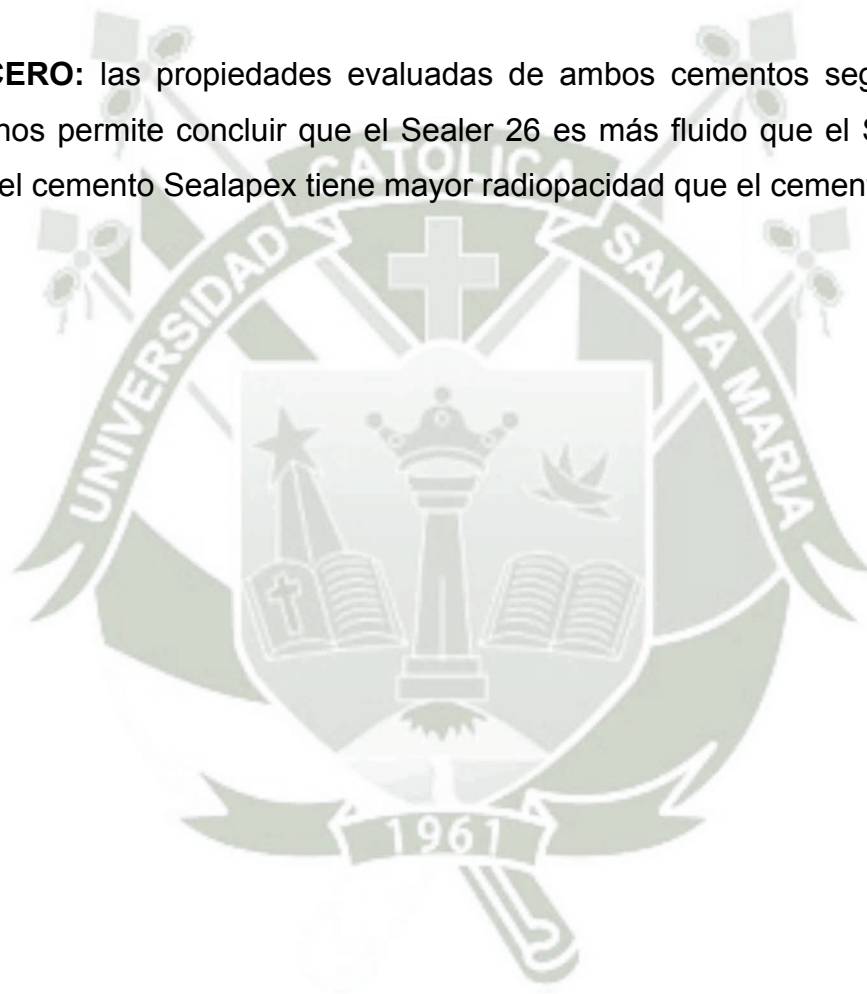 CERO: las propiedades evaluadas de ambos cementos seg
nos permite concluir que el Sealer 26 es más fluido que el S
el cemento Sealapex tiene mayor radiopacidad que el cement
CATOLICA
UNIVERSIDAD
SANTA MARIA
1961